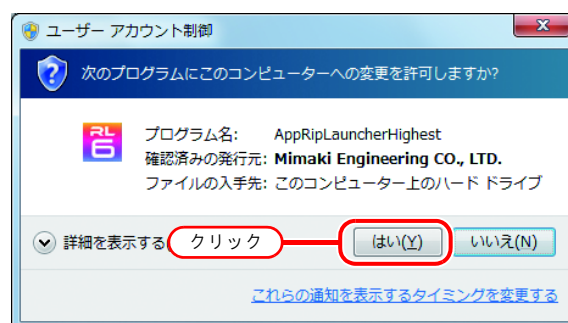 ユーザー アカウント制御
次のプログラムにこのコンピューターへの変更を許可しますか?
RL
6
プログラム名: AppRipLauncherHighest
確認済みの発行元: Mimaki Engineering CO., LTD.
ファイルの入手先: このコンピューター上のハード ドライブ
詳細を表示する クリック はい(Y) いいえ(N)
これらの通知を表示するタイミングを変更する